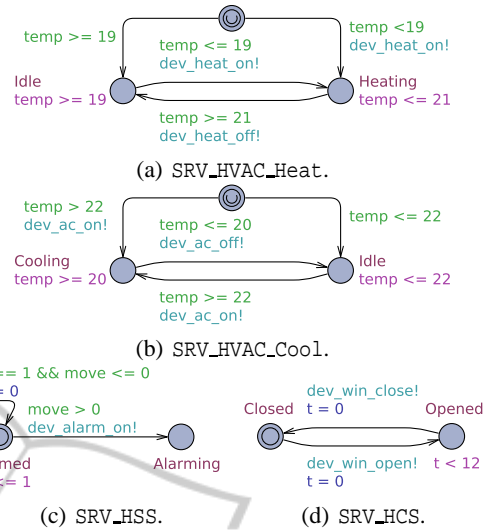 temp >= 19
temp <= 19
dev_heat_on!
temp <19
dev_heat_on!
Idle
temp >= 19
Heating
temp <= 21
temp >= 21
dev_heat_off!
(a) SRV_HVAC_Heat.
temp > 22
dev_ac_on!
temp <= 20
dev_ac_off!
temp <= 22
Cooling
temp >= 20
Idle
temp <= 22
temp >= 22
dev_ac_on!
(b) SRV_HVAC_Cool.
== 1 && move <= 0
= 0
move > 0
dev_alarm_on!
med
<= 1
Alarming
(c) SRV_HSS.
dev_win_close!
t = 0
Closed
Opened
dev_win_open!
t = 0
t < 12
(d) SRV_HCS.